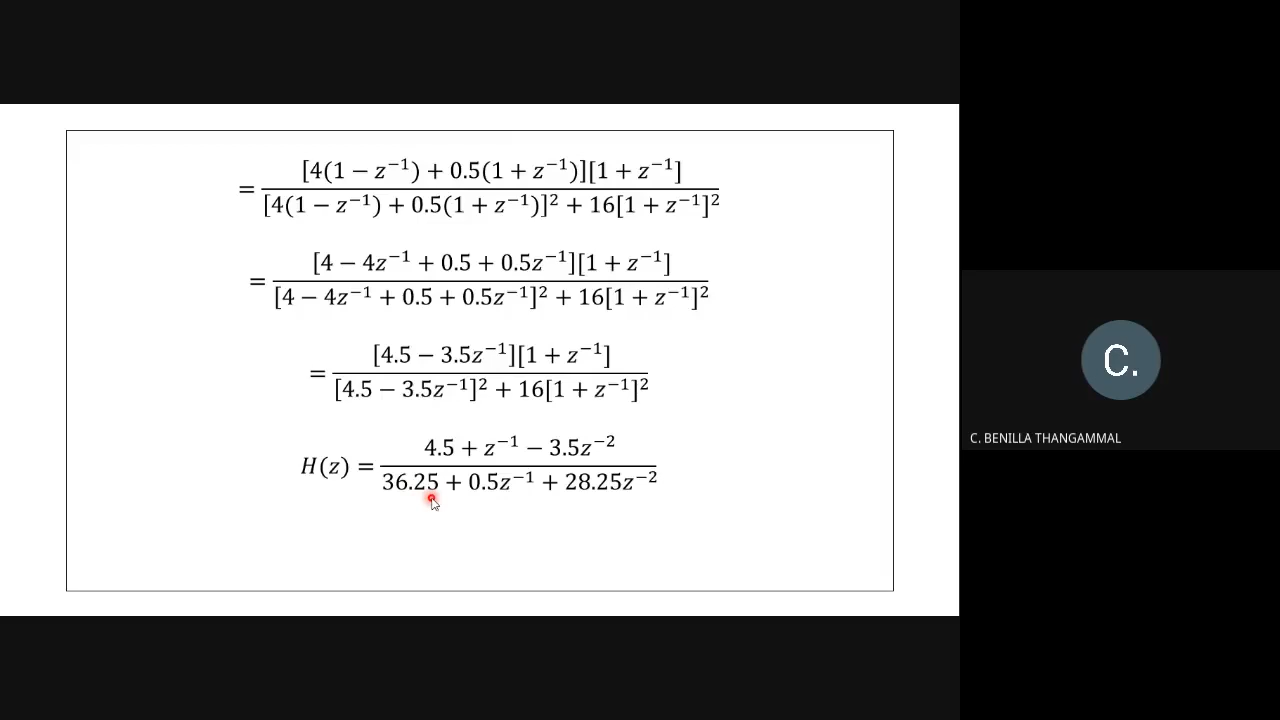 = [4(1 − z⁻¹) + 0.5(1 + z⁻¹)][1 + z⁻¹]
[4(1 − z⁻¹) + 0.5(1 + z⁻¹)]² + 16[1 + z⁻¹]²
= [4 − 4z⁻¹ + 0.5 + 0.5z⁻¹][1 + z⁻¹]
[4 − 4z⁻¹ + 0.5 + 0.5z⁻¹]² + 16[1 + z⁻¹]²
= [4.5 − 3.5z⁻¹][1 + z⁻¹]
[4.5 − 3.5z⁻¹]² + 16[1 + z⁻¹]²
H(z) = 4.5 + z⁻¹ − 3.5z⁻²
36.25 + 0.5z⁻¹ + 28.25z⁻²
C.
C. BENILLA THANGAMMAL